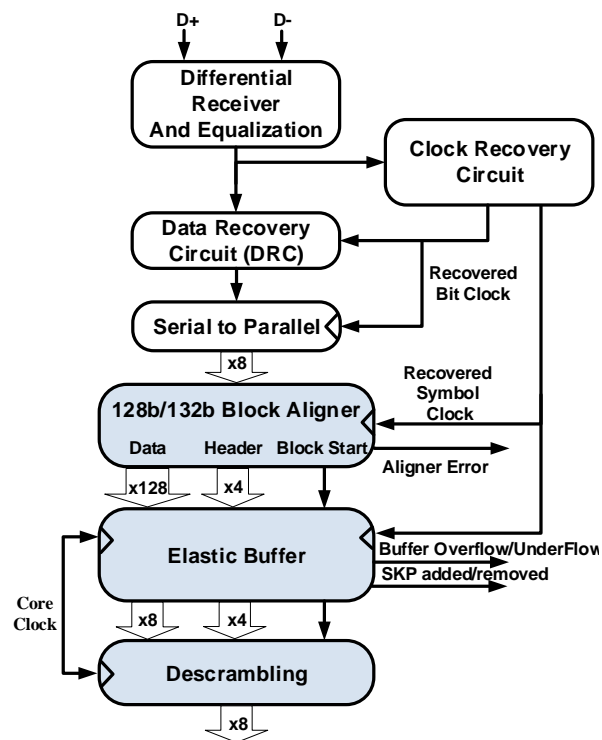 D+ D-
Differential
Receiver
And Equalization
Clock Recovery
Circuit
Data Recovery
Circuit (DRC)
Recovered
Bit Clock
Serial to Parallel
x8
Recovered
Symbol
Clock
128b/132b Block Aligner
Data Header Block Start
Aligner Error
x128 x4
Elastic Buffer
Buffer Overflow/UnderFlow
SKP added/removed
Core
Clock
x8 x4
Descrambling
x8